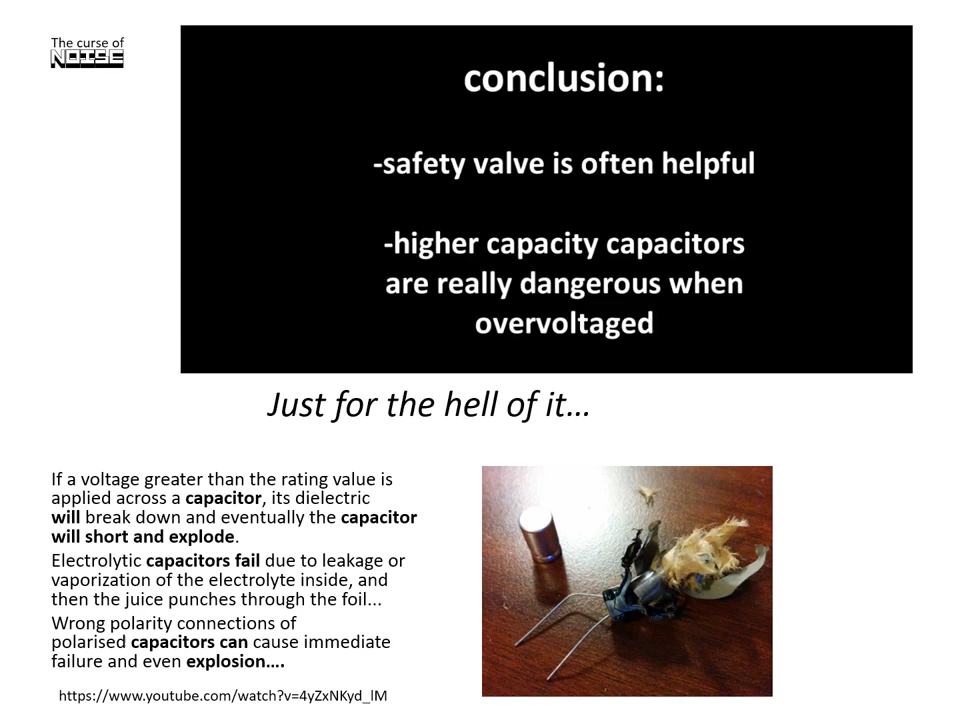 The curse of
NOISE
conclusion:
-safety valve is often helpful
-higher capacity capacitors
are really dangerous when
overvoltaged
Just for the hell of it…
If a voltage greater than the rating value is
applied across a capacitor, its dielectric
will break down and eventually the capacitor
will short and explode.
Electrolytic capacitors fail due to leakage or
vaporization of the electrolyte inside, and
then the juice punches through the foil...
Wrong polarity connections of
polarised capacitors can cause immediate
failure and even explosion….
https://www.youtube.com/watch?v=4yZxNKyd_lM